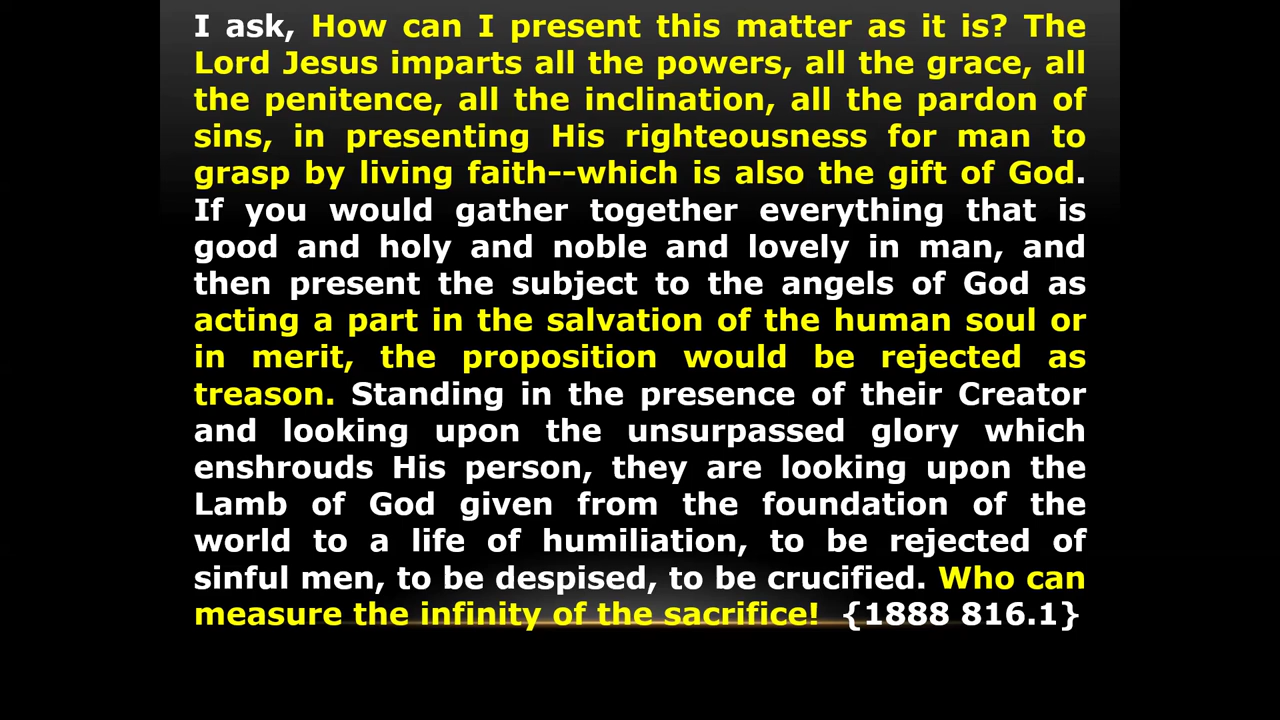 I ask, How can I present this matter as it is? The
Lord Jesus imparts all the powers, all the grace, all
the penitence, all the inclination, all the pardon of
sins, in presenting His righteousness for man to
grasp by living faith--which is also the gift of God.
If you would gather together everything that is
good and holy and noble and lovely in man, and
then present the subject to the angels of God as
acting a part in the salvation of the human soul or
in merit, the proposition would be rejected as
treason. Standing in the presence of their Creator
and looking upon the unsurpassed glory which
enshrouds His person, they are looking upon the
Lamb of God given from the foundation of the
world to a life of humiliation, to be rejected of
sinful men, to be despised, to be crucified. Who can
measure the infinity of the sacrifice! {1888 816.1}